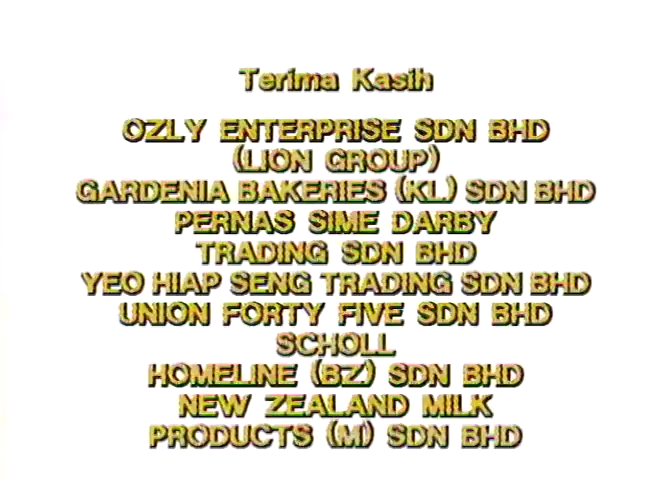 Terima Kasih
OZLY ENTERPRISE SDN BHD
(LION GROUP)
GARDENIA BAKERIES (KL) SDN BHD
PERNAS SIME DARBY
TRADING SDN BHD
YEO HIAP SENG TRADING SDN BHD
UNION FORTY FIVE SDN BHD
SCHOLL
HOMELINE (BZ) SDN BHD
NEW ZEALAND MILK
PRODUCTS (M) SDN BHD